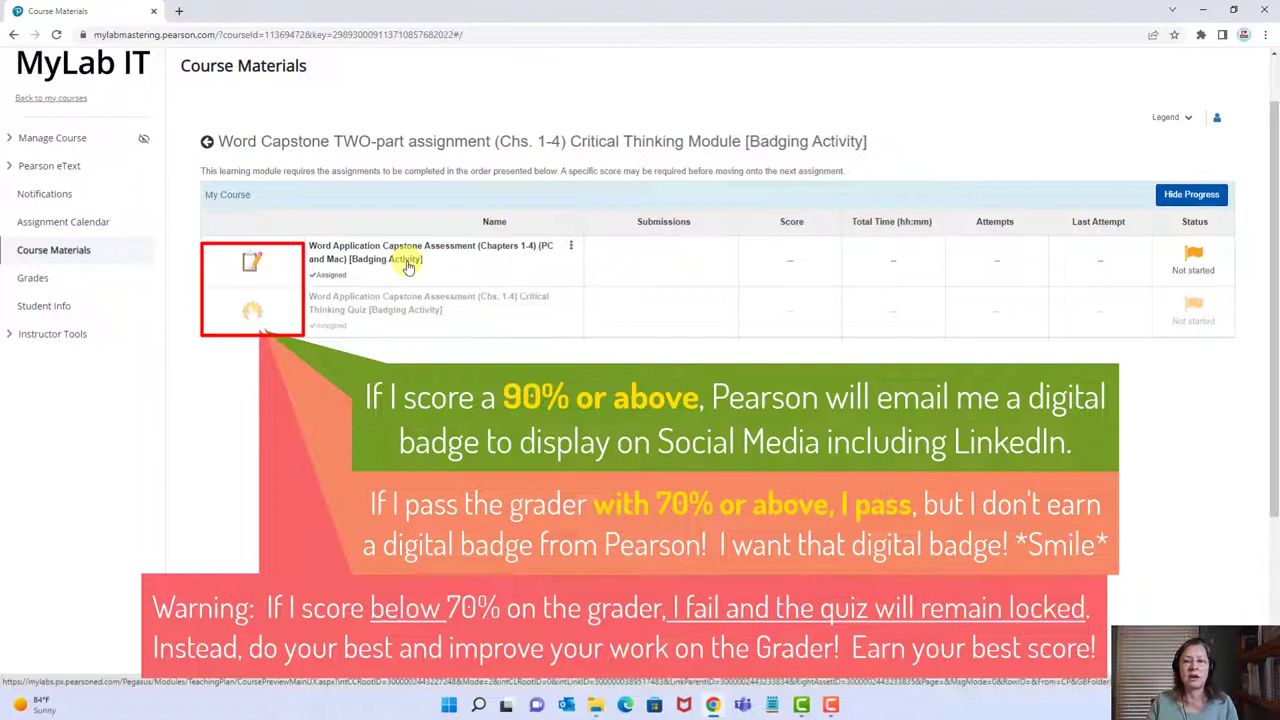 Course Materials
mylabmastering.pearson.com/?courseId=11369472&key=29893000911371085768​2022#/
MyLab IT
Course Materials
Back to my courses
Manage Course
Pearson eText
Notifications
Assignment Calendar
Course Materials
Grades
Student Info
Instructor Tools
Legend
Word Capstone TWO-part assignment (Chs. 1-4) Critical Thinking Module [Badging Activity]
This learning module requires the assignments to be completed in the order presented below. A specific score may be required before moving onto the next assignment.
My Course
Hide Progress
Name Submissions Score Total Time (hh:mm) Attempts Last Attempt Status
Word Application Capstone Assessment (Chapters 1-4) (PC
and Mac) [Badging Activity]
Assigned
-- -- -- --
Not started
Word Application Capstone Assessment (Chs. 1-4) Critical
Thinking Quiz [Badging Activity]
Assigned
-- -- -- --
Not started
If I score a 90% or above, Pearson will email me a digital
badge to display on Social Media including LinkedIn.
If I pass the grader with 70% or above, I pass, but I don't earn
a digital badge from Pearson! I want that digital badge! *Smile*
Warning: If I score below 70% on the grader, I fail and the quiz will remain locked.
Instead, do your best and improve your work on the Grader! Earn your best score!
84°F
Sunny